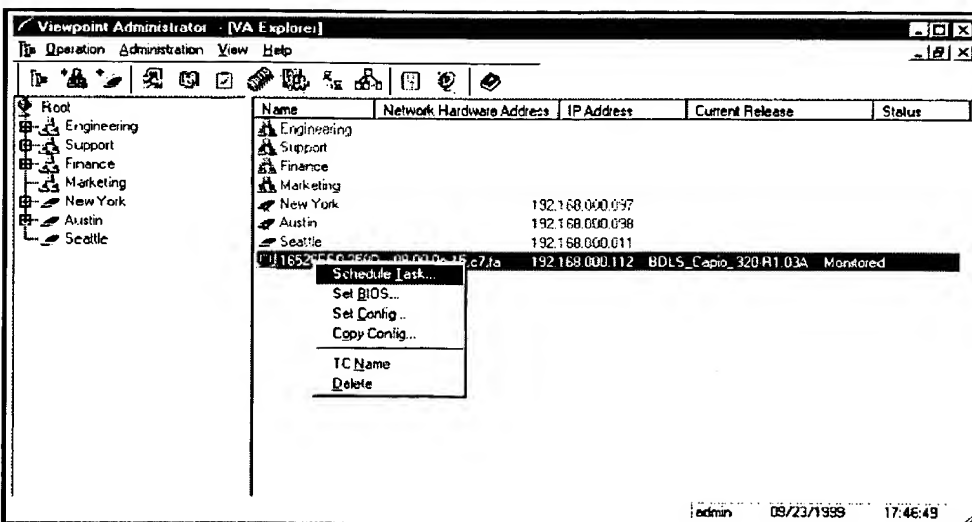 Viewpoint Administrator - [VA Explorer]
Operation Administration View Help
Root
Engineering
Support
Finance
Marketing
New York
Austin
Seattle
Name Network Hardware Address IP Address Current Release Status
Engineering
Support
Finance
Marketing
New York 192.168.000.097
Austin 192.168.000.098
Seattle 192.168.000.011
192.168.000.112 BDLS_Capio_320-R1.03A Monitored
Schedule Task...
Set BIOS...
Set Config...
Copy Config...
TC Name
Delete
admin 09/23/1999 17:46:49